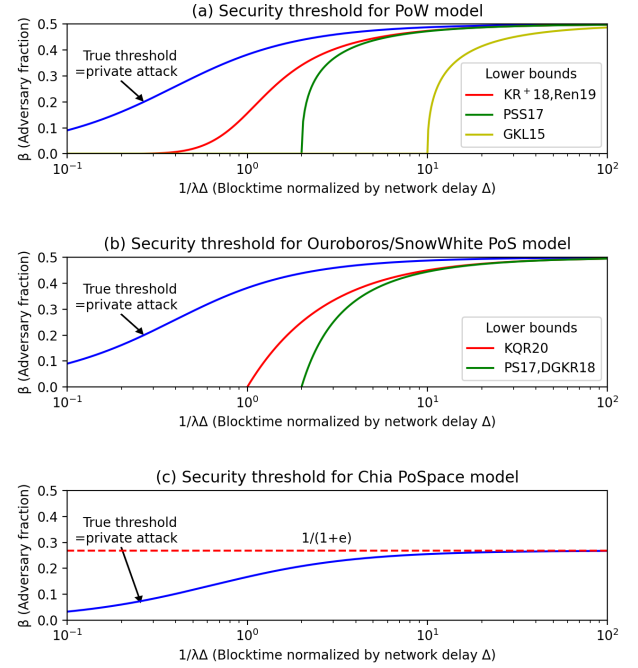 (a) Security threshold for PoW model
0.5
0.4
0.3
0.2
0.1
0.0
β (Adversary fraction)
True threshold
=private attack
Lower bounds
KR⁺18,Ren19
PSS17
GKL15
10⁻¹ 10⁰ 10¹ 10²
1/λΔ (Blocktime normalized by network delay Δ)
(b) Security threshold for Ouroboros/SnowWhite PoS model
0.5
0.4
0.3
0.2
0.1
0.0
β (Adversary fraction)
True threshold
=private attack
Lower bounds
KQR20
PS17,DGKR18
10⁻¹ 10⁰ 10¹ 10²
1/λΔ (Blocktime normalized by network delay Δ)
(c) Security threshold for Chia PoSpace model
0.5
0.4
0.3
0.2
0.1
0.0
β (Adversary fraction)
True threshold
=private attack
1/(1+e)
10⁻¹ 10⁰ 10¹ 10²
1/λΔ (Blocktime normalized by network delay Δ)